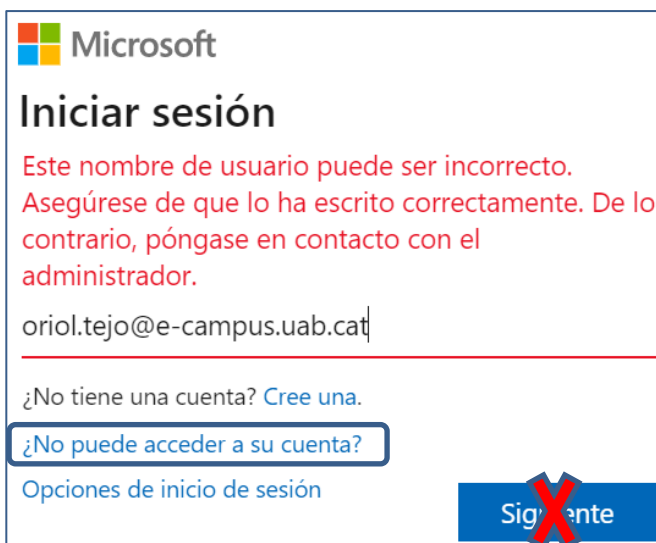 Microsoft
Iniciar sesión
Este nombre de usuario puede ser incorrecto.
Asegúrese de que lo ha escrito correctamente. De lo
contrario, póngase en contacto con el
administrador.
oriol.tejo@e-campus.uab.cat
¿No tiene una cuenta? Cree una.
¿No puede acceder a su cuenta?
Opciones de inicio de sesión
Siguiente